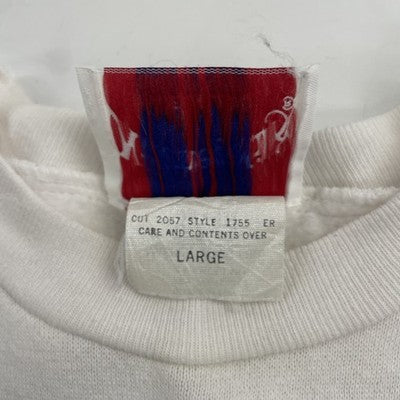 ®
CUT 2057 STYLE 1755 ER
CARE AND CONTENTS OVER
LARGE